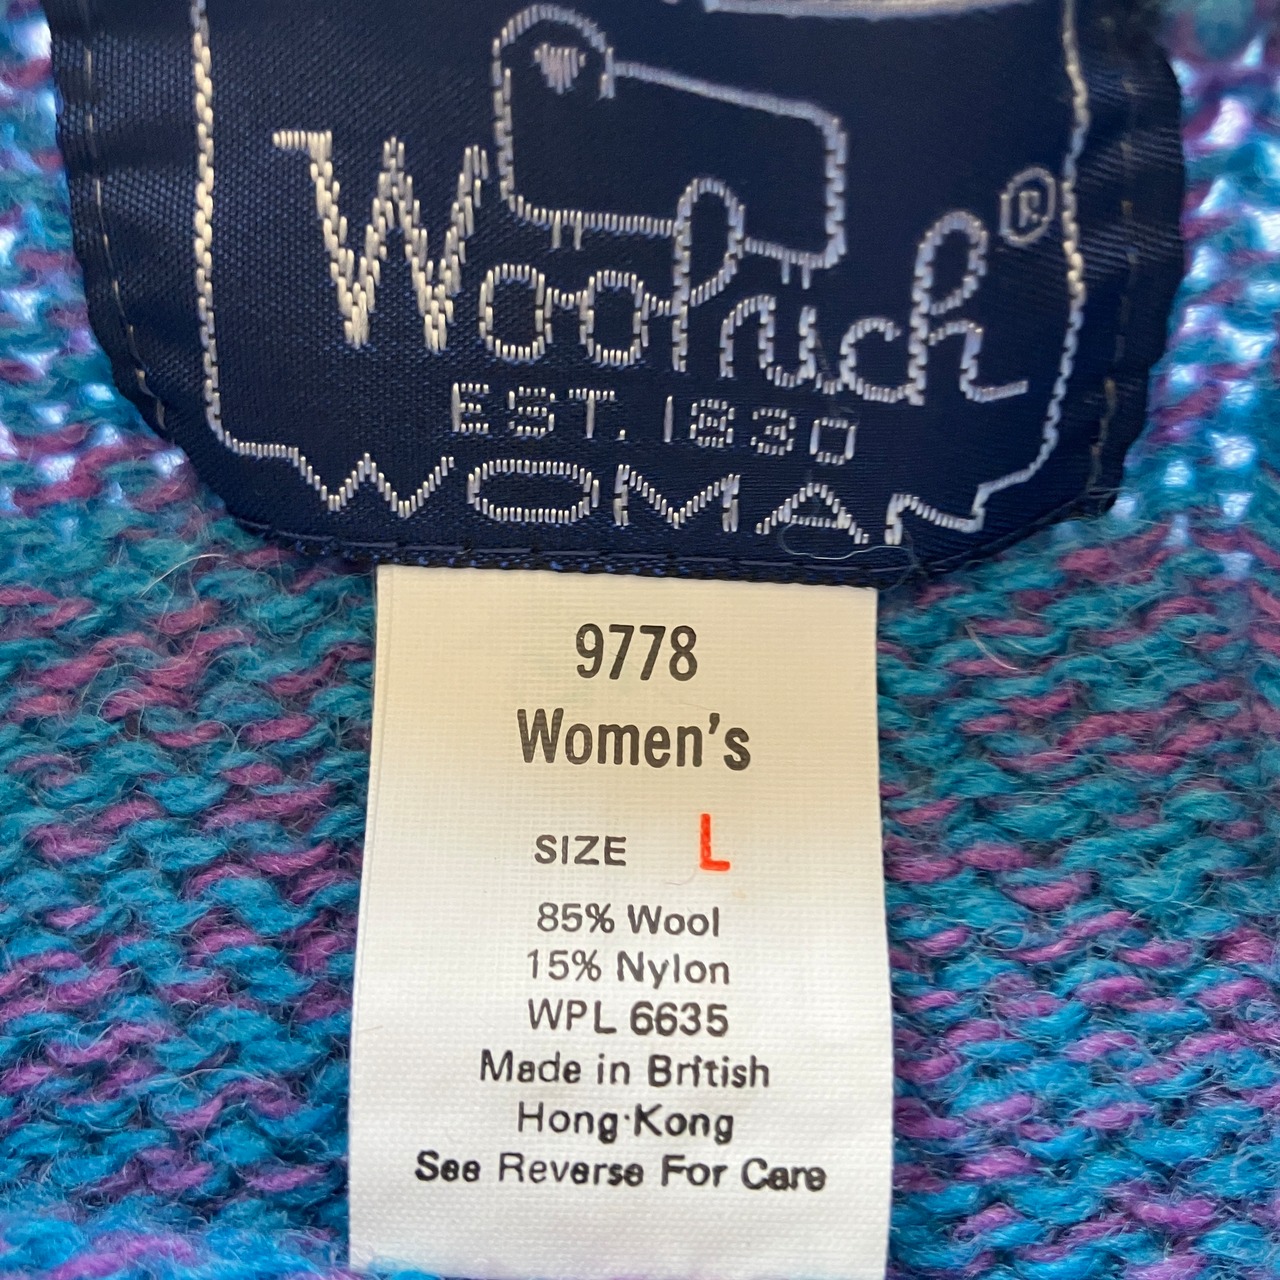 Woolrich®
EST. 1830
WOMAN
9778
Women's
SIZE L
85% Wool
15% Nylon
WPL 6635
Made in British
Hong·Kong
See Reverse For Care